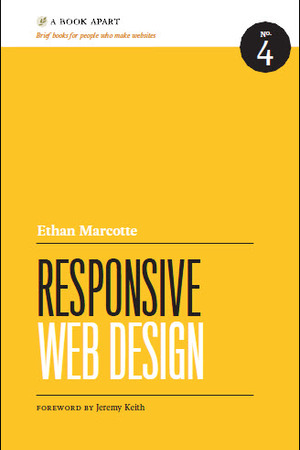 A BOOK APART
Brief books for people who make websites
No.
4
Ethan Marcotte
RESPONSIVE
WEB DESIGN
FOREWORD BY Jeremy Keith